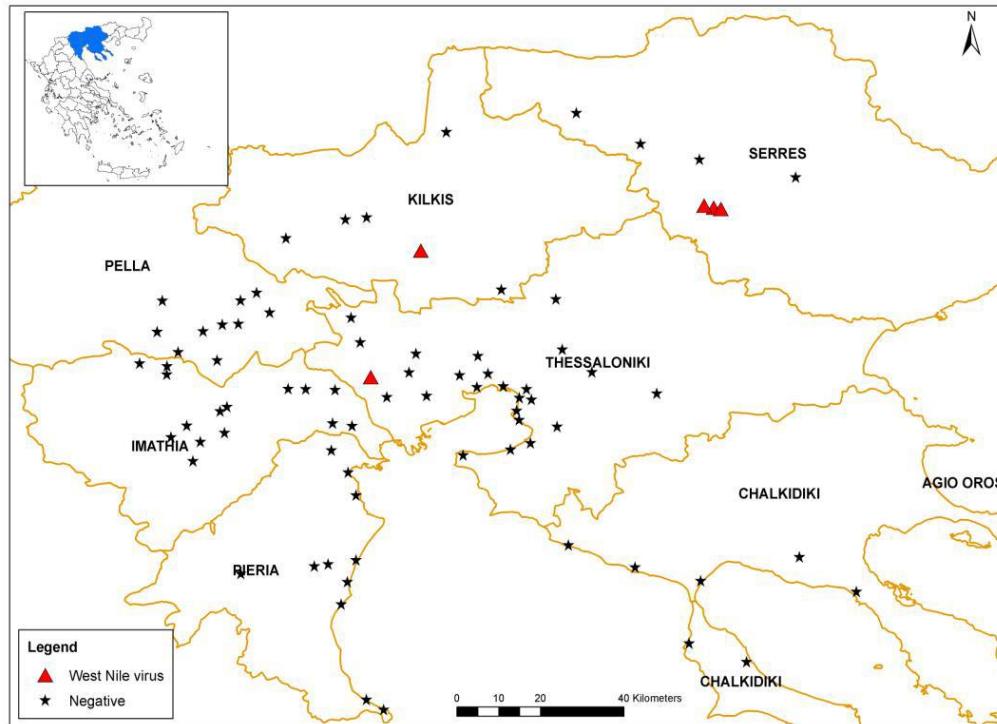 N
SERRES
KILKIS
PELLA
THESSALONIKI
IMATHIA
CHALKIDIKI
AGIO OROS
PIERIA
CHALKIDIKI
Legend
West Nile virus
Negative
0 10 20 40 Kilometers